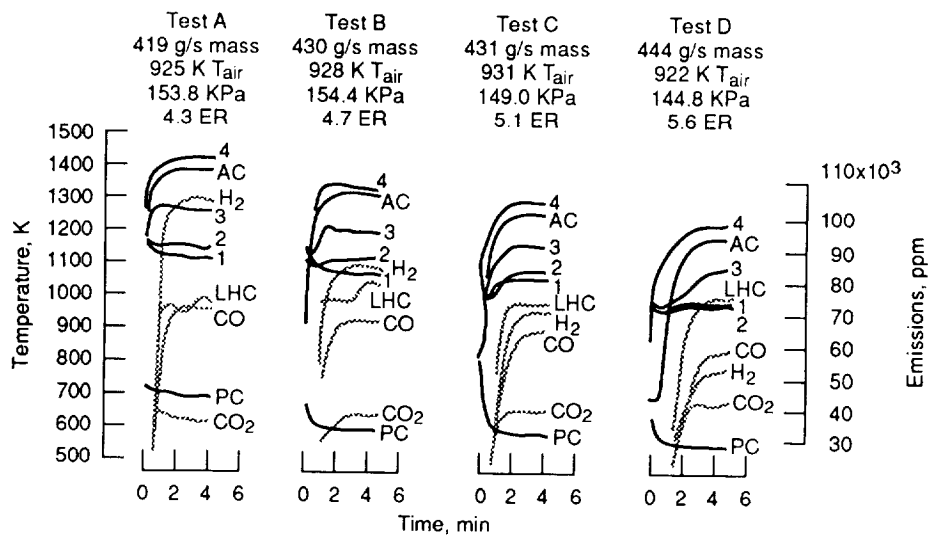 Test A
419 g/s mass
925 K Tair
153.8 KPa
4.3 ER
Test B
430 g/s mass
928 K Tair
154.4 KPa
4.7 ER
Test C
431 g/s mass
931 K Tair
149.0 KPa
5.1 ER
Test D
444 g/s mass
922 K Tair
144.8 KPa
5.6 ER
Temperature, K
1500
1400
1300
1200
1100
1000
900
800
700
600
500
4
AC
H2
3
2
1
LHC
CO
PC
CO2
0 2 4 6
4
AC
3
2
H2
1
LHC
CO
CO2
PC
0 2 4 6
4
AC
3
2
1
LHC
H2
CO
CO2
PC
0 2 4 6
4
AC
3
LHC
1
2
CO
H2
CO2
PC
0 2 4 6
110x103
100
90
80
70
60
50
40
30
Emissions, ppm
Time, min